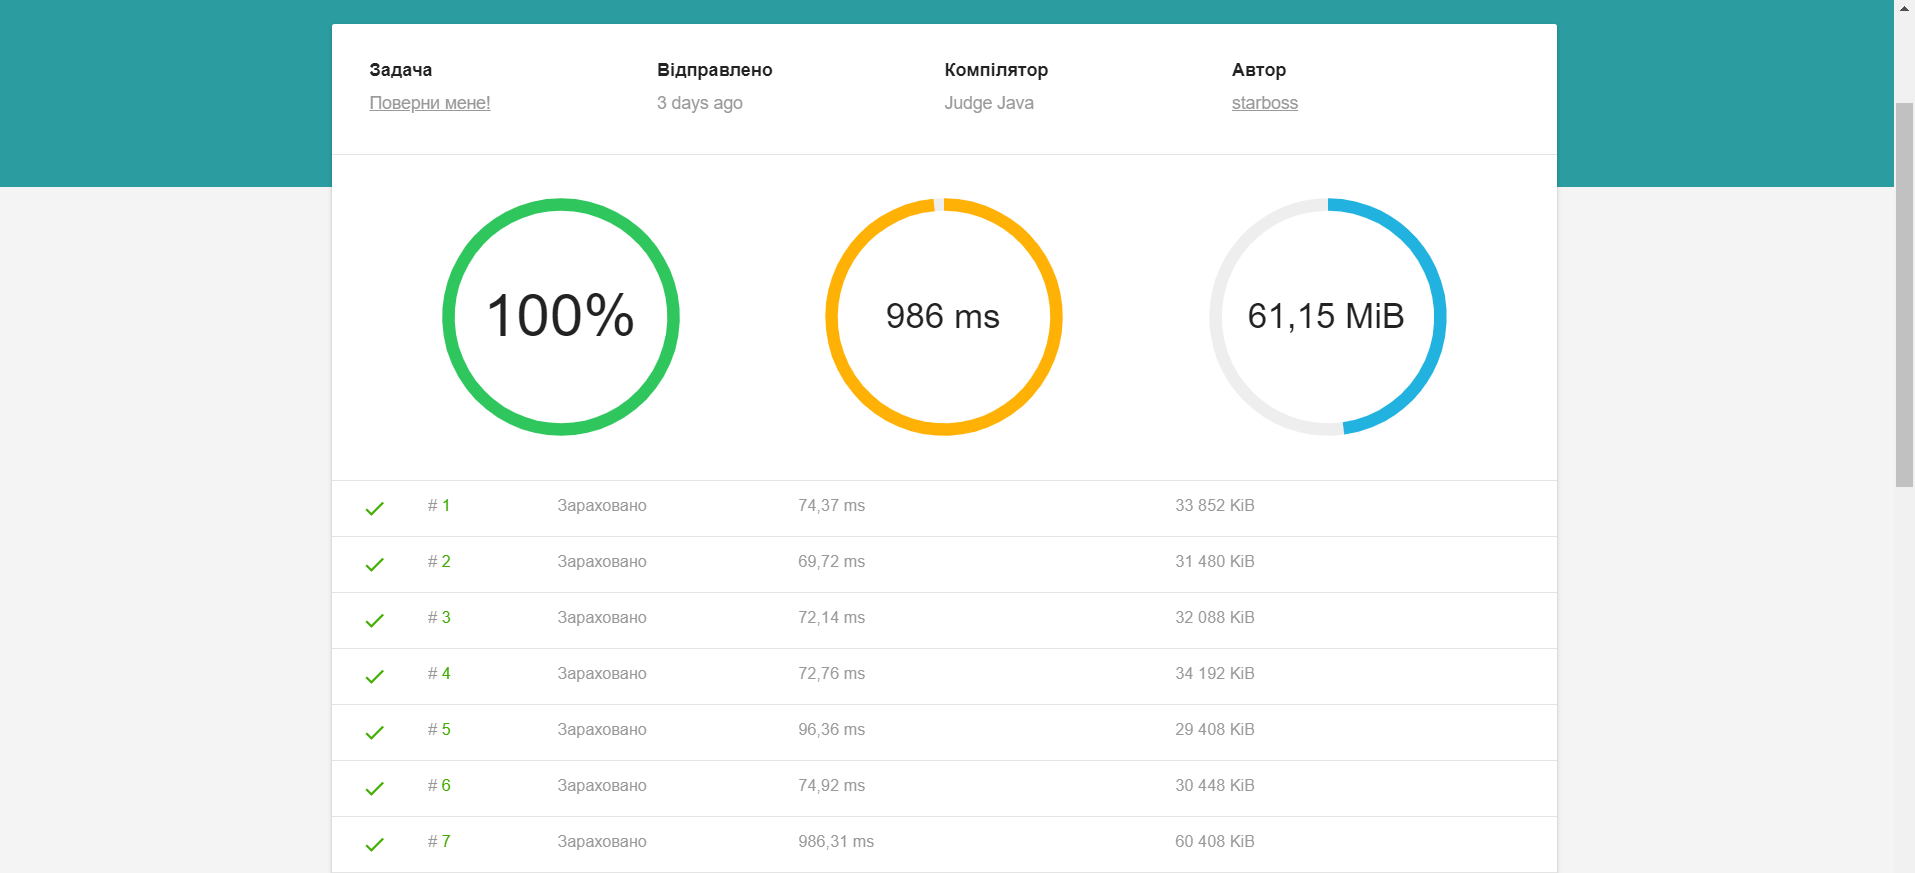 Задача Відправлено Компілятор Автор
Поверни мене! 3 days ago Judge Java starboss
100% 986 ms 61,15 MiB
# 1 Зараховано 74,37 ms 33 852 KiB
# 2 Зараховано 69,72 ms 31 480 KiB
# 3 Зараховано 72,14 ms 32 088 KiB
# 4 Зараховано 72,76 ms 34 192 KiB
# 5 Зараховано 96,36 ms 29 408 KiB
# 6 Зараховано 74,92 ms 30 448 KiB
# 7 Зараховано 986,31 ms 60 408 KiB